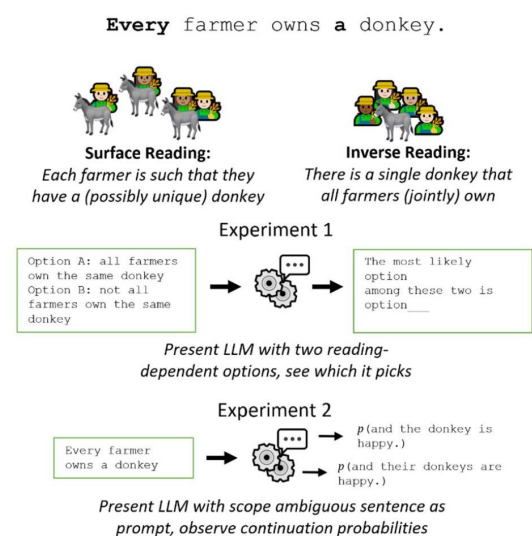 Every farmer owns a donkey.
Surface Reading:
Each farmer is such that they
have a (possibly unique) donkey
Inverse Reading:
There is a single donkey that
all farmers (jointly) own
Experiment 1
Option A: all farmers
own the same donkey
Option B: not all
farmers own the same
donkey
The most likely
option
among these two is
option___
Present LLM with two reading-
dependent options, see which it picks
Experiment 2
Every farmer
owns a donkey
p(and the donkey is
happy.)
p(and their donkeys are
happy.)
Present LLM with scope ambiguous sentence as
prompt, observe continuation probabilities